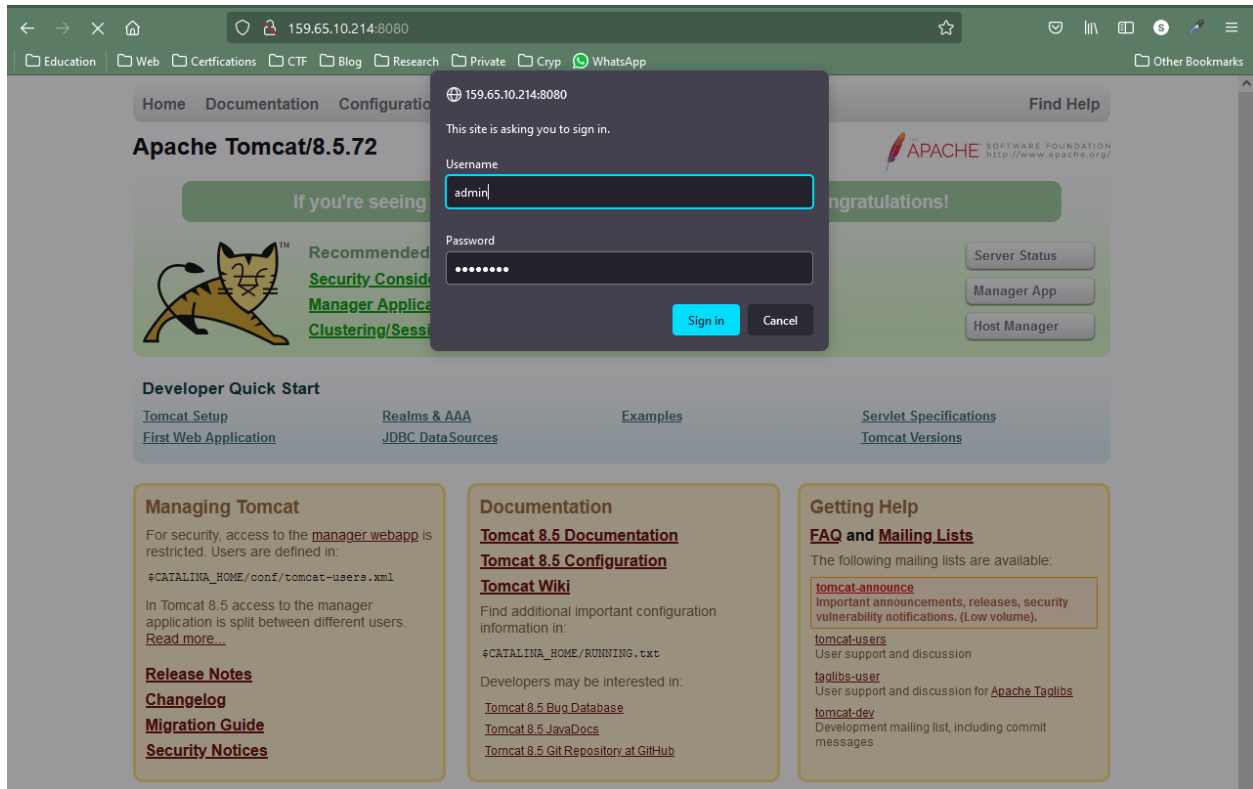 159.65.10.214:8080
Education Web Certfications CTF Blog Research Private Cryp WhatsApp Other Bookmarks
S
159.65.10.214:8080
This site is asking you to sign in.
Username
admin
Password
Sign in Cancel
Home Documentation Configuratio Find Help
Apache Tomcat/8.5.72
APACHE SOFTWARE FOUNDATION
http://www.apache.org/
If you're seeing ngratulations!
TM
Recommended
Security Conside
Manager Applica
Clustering/Sessi
Server Status
Manager App
Host Manager
Developer Quick Start
Tomcat Setup Realms & AAA Examples Servlet Specifications
First Web Application JDBC DataSources Tomcat Versions
Managing Tomcat
For security, access to the manager webapp is
restricted. Users are defined in:
$CATALINA_HOME/conf/tomcat-users.xml
In Tomcat 8.5 access to the manager
application is split between different users.
Read more...
Release Notes
Changelog
Migration Guide
Security Notices
Documentation
Tomcat 8.5 Documentation
Tomcat 8.5 Configuration
Tomcat Wiki
Find additional important configuration
information in:
$CATALINA_HOME/RUNNING.txt
Developers may be interested in:
Tomcat 8.5 Bug Database
Tomcat 8.5 JavaDocs
Tomcat 8.5 Git Repository at GitHub
Getting Help
FAQ and Mailing Lists
The following mailing lists are available:
tomcat-announce
Important announcements, releases, security
vulnerability notifications. (Low volume).
tomcat-users
User support and discussion
taglibs-user
User support and discussion for Apache Taglibs
tomcat-dev
Development mailing list, including commit
messages